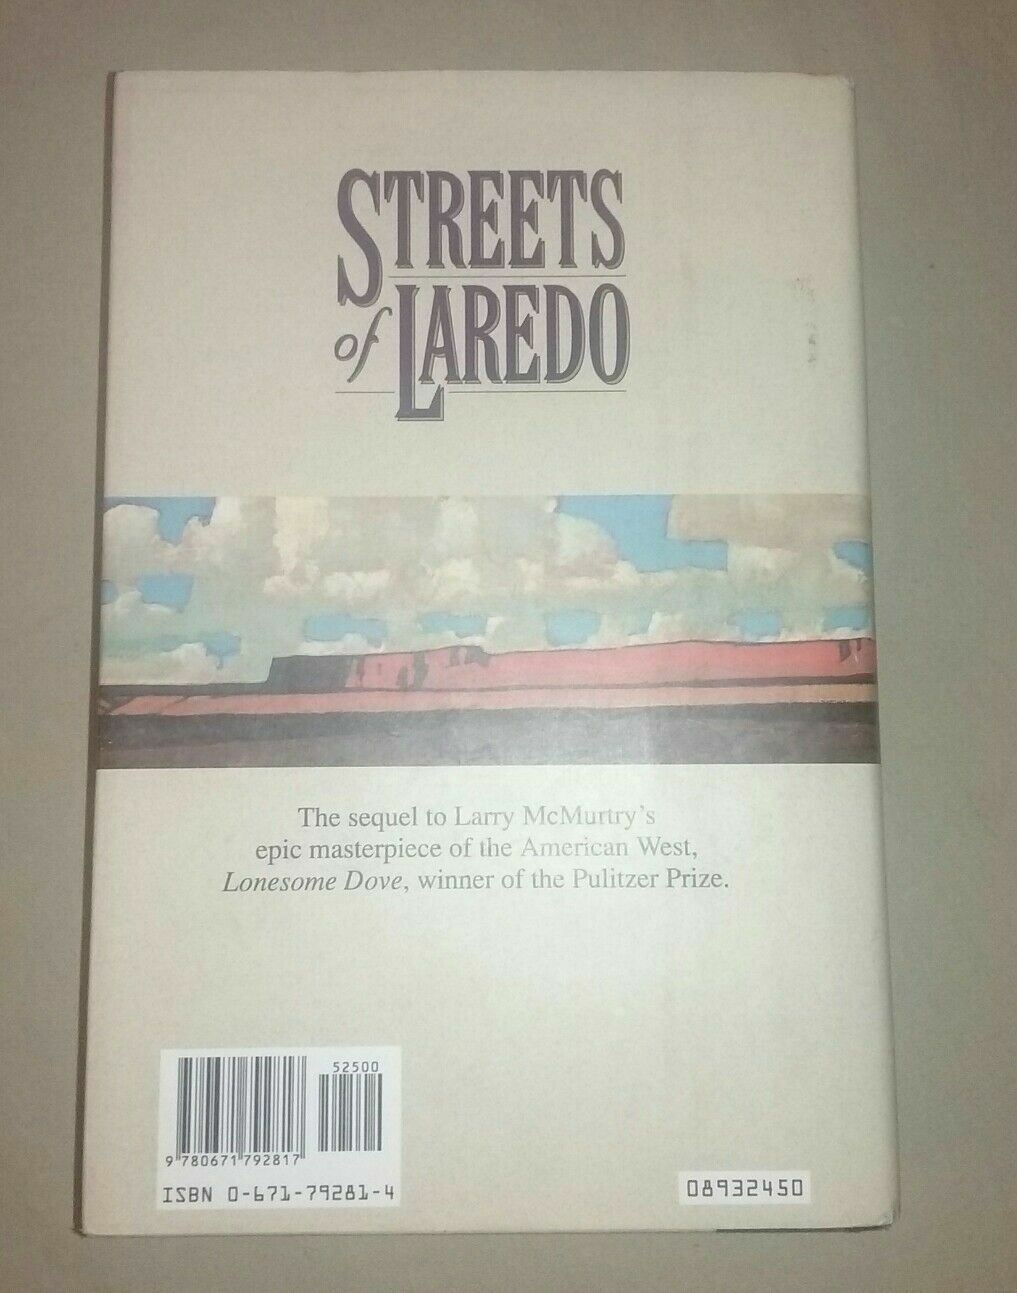 STREETS
of LAREDO
The sequel to Larry McMurtry's
epic masterpiece of the American West,
Lonesome Dove, winner of the Pulitzer Prize.
52500
9 780671 792817
ISBN 0-671-79281-4
08932450